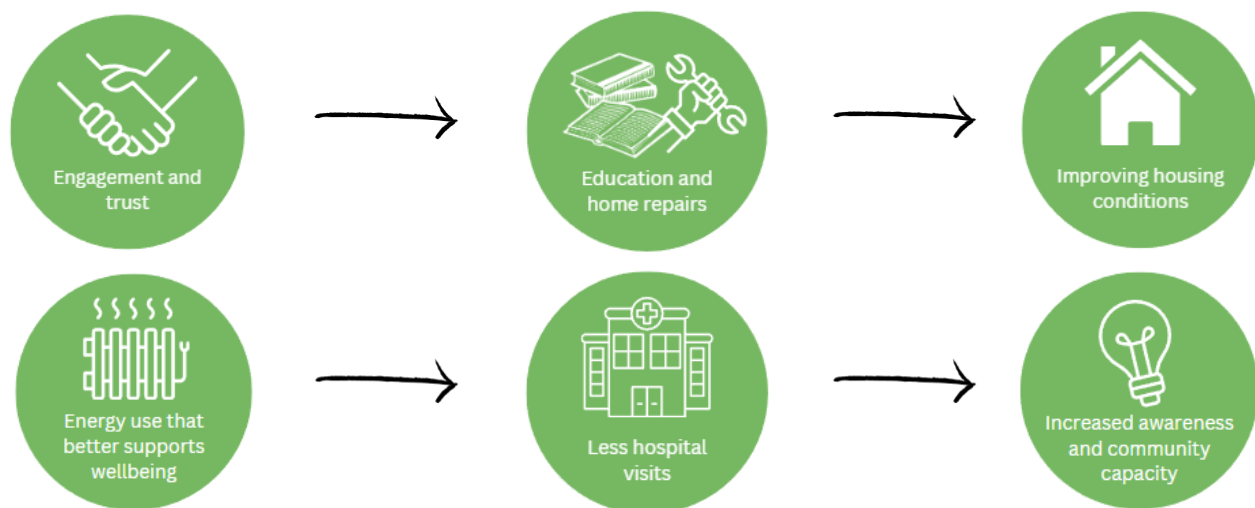 Engagement and
trust
Education and
home repairs
Improving housing
conditions
Energy use that
better supports
wellbeing
Less hospital
visits
Increased awareness
and community
capacity